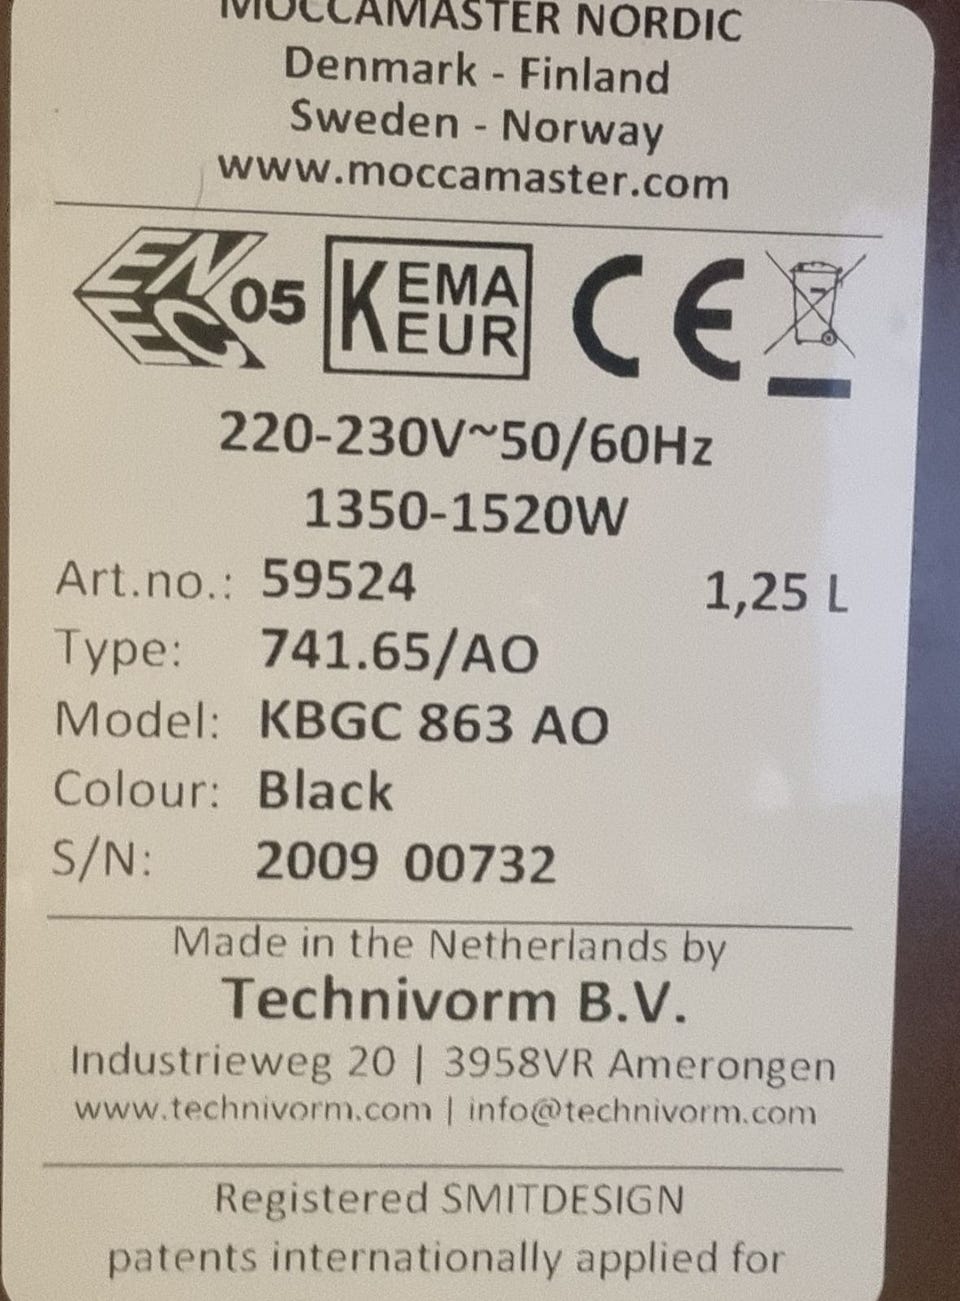 MOCCAMASTER NORDIC
Denmark - Finland
Sweden - Norway
www.moccamaster.com
ENEC 05 KEMA KEUR CE
220-230V~50/60Hz
1350-1520W
Art.no.: 59524 1,25 L
Type: 741.65/AO
Model: KBGC 863 AO
Colour: Black
S/N: 2009 00732
Made in the Netherlands by
Technivorm B.V.
Industrieweg 20 | 3958VR Amerongen
www.technivorm.com | info@technivorm.com
Registered SMITDESIGN
patents internationally applied for